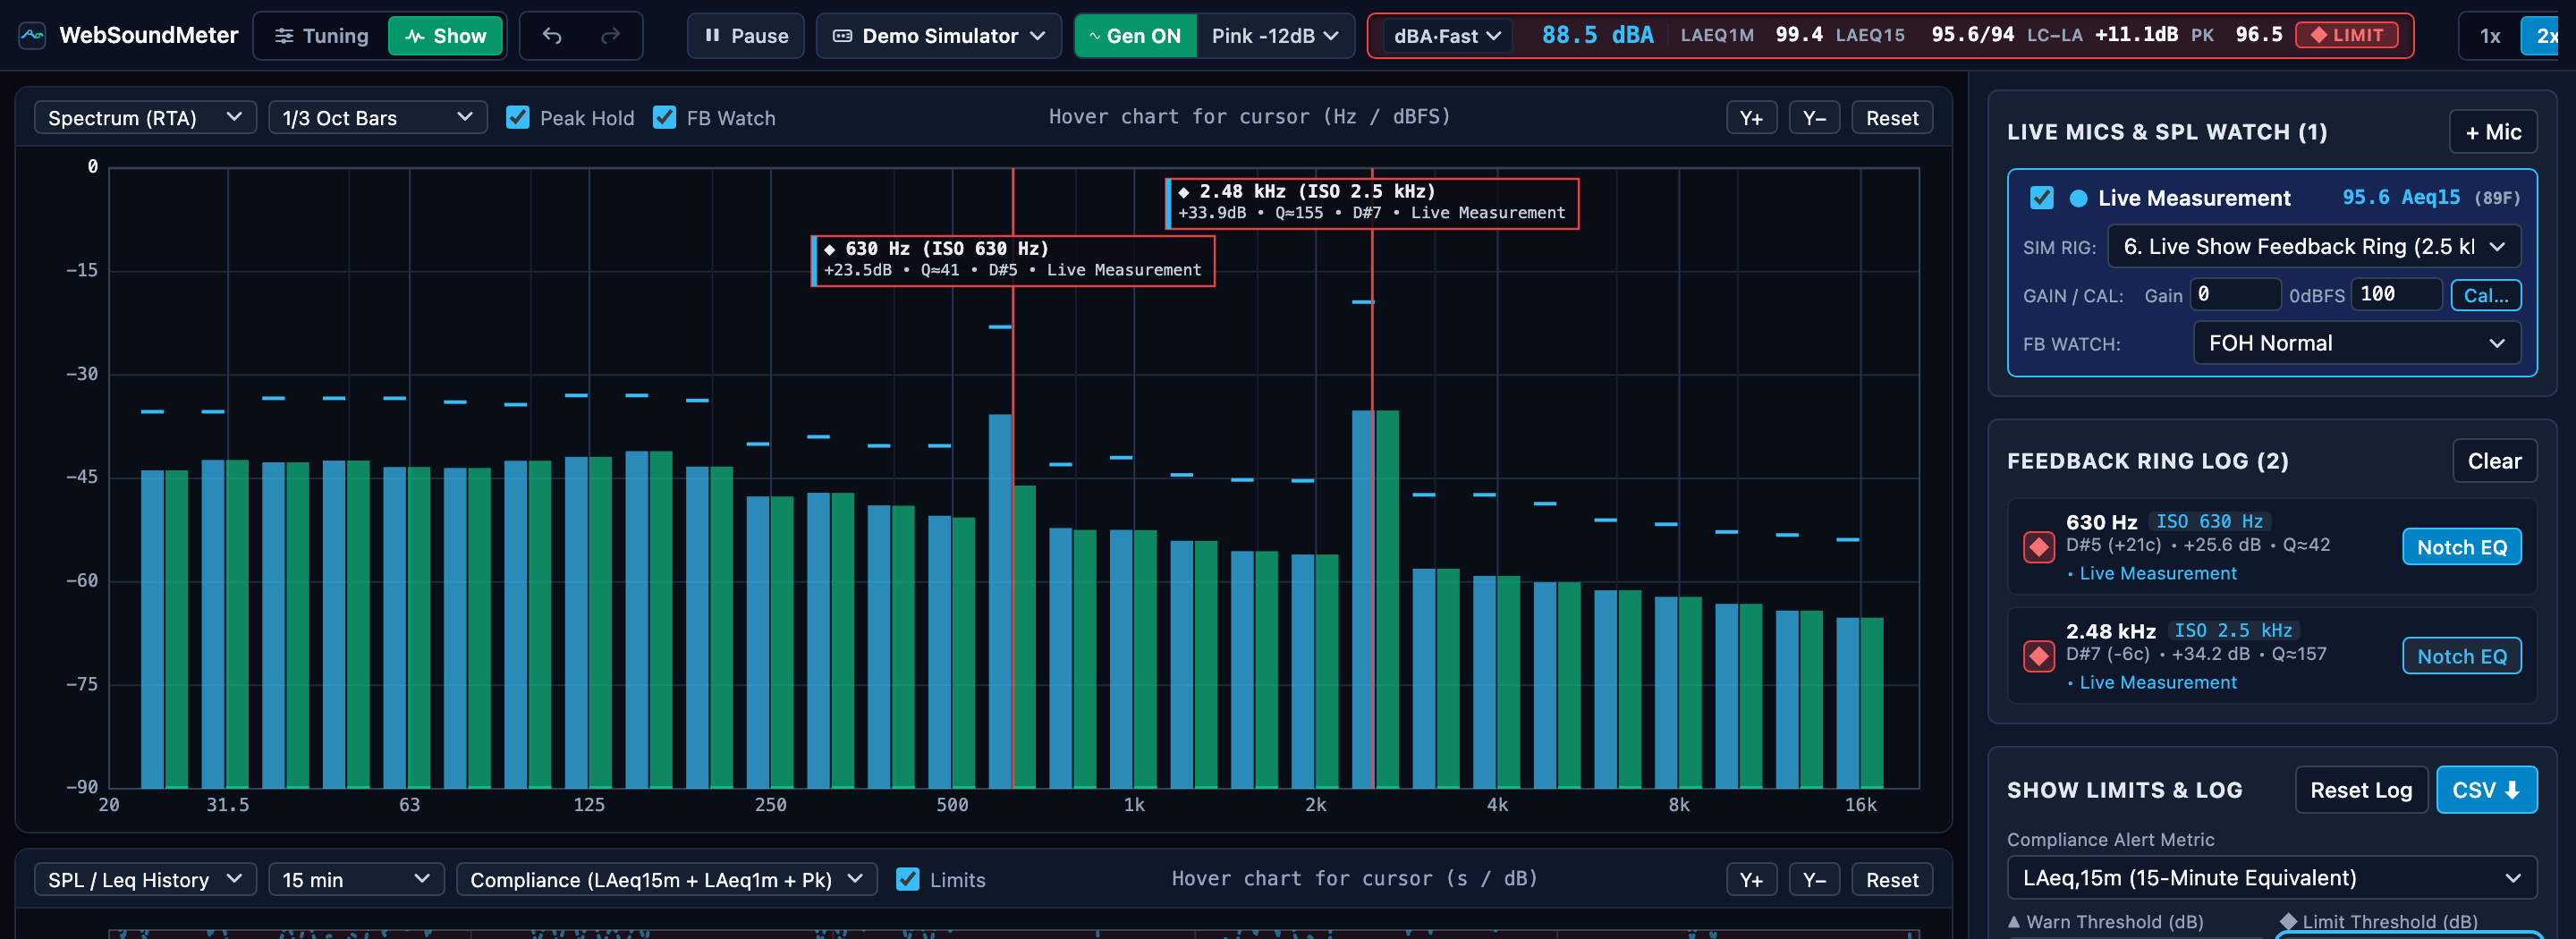 WebSoundMeter Tuning Show Pause Demo Simulator ~ Gen ON Pink -12dB dBA·Fast 88.5 dBA LAEQ1M 99.4 LAEQ15 95.6/94 LC-LA +11.1dB PK 96.5 ◆ LIMIT 1x 2x
Spectrum (RTA) 1/3 Oct Bars Peak Hold FB Watch Hover chart for cursor (Hz / dBFS) Y+ Y− Reset
0
−15
−30
−45
−60
−75
−90
◆ 2.48 kHz (ISO 2.5 kHz)
+33.9dB • Q≈155 • D#7 • Live Measurement
◆ 630 Hz (ISO 630 Hz)
+23.5dB • Q≈41 • D#5 • Live Measurement
20 31.5 63 125 250 500 1k 2k 4k 8k 16k
SPL / Leq History 15 min Compliance (LAeq15m + LAeq1m + Pk) Limits Hover chart for cursor (s / dB) Y+ Y− Reset
LIVE MICS & SPL WATCH (1) + Mic
Live Measurement 95.6 Aeq15 (89F)
SIM RIG: 6. Live Show Feedback Ring (2.5 k
GAIN / CAL: Gain 0 0dBFS 100 Cal...
FB WATCH: FOH Normal
FEEDBACK RING LOG (2) Clear
630 Hz ISO 630 Hz
D#5 (+21c) • +25.6 dB • Q≈42
• Live Measurement
Notch EQ
2.48 kHz ISO 2.5 kHz
D#7 (-6c) • +34.2 dB • Q≈157
• Live Measurement
Notch EQ
SHOW LIMITS & LOG Reset Log CSV ⬇
Compliance Alert Metric
LAeq,15m (15-Minute Equivalent)
▲ Warn Threshold (dB) ◆ Limit Threshold (dB)